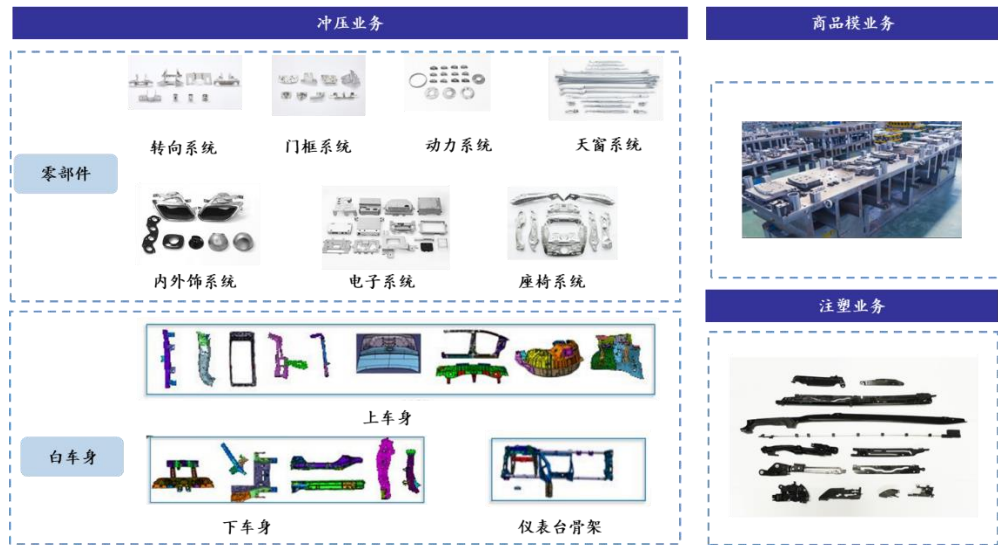 冲压业务
商品模业务
转向系统
门框系统
动力系统
天窗系统
零部件
内外饰系统
电子系统
座椅系统
注塑业务
上车身
白车身
下车身
仪表台骨架